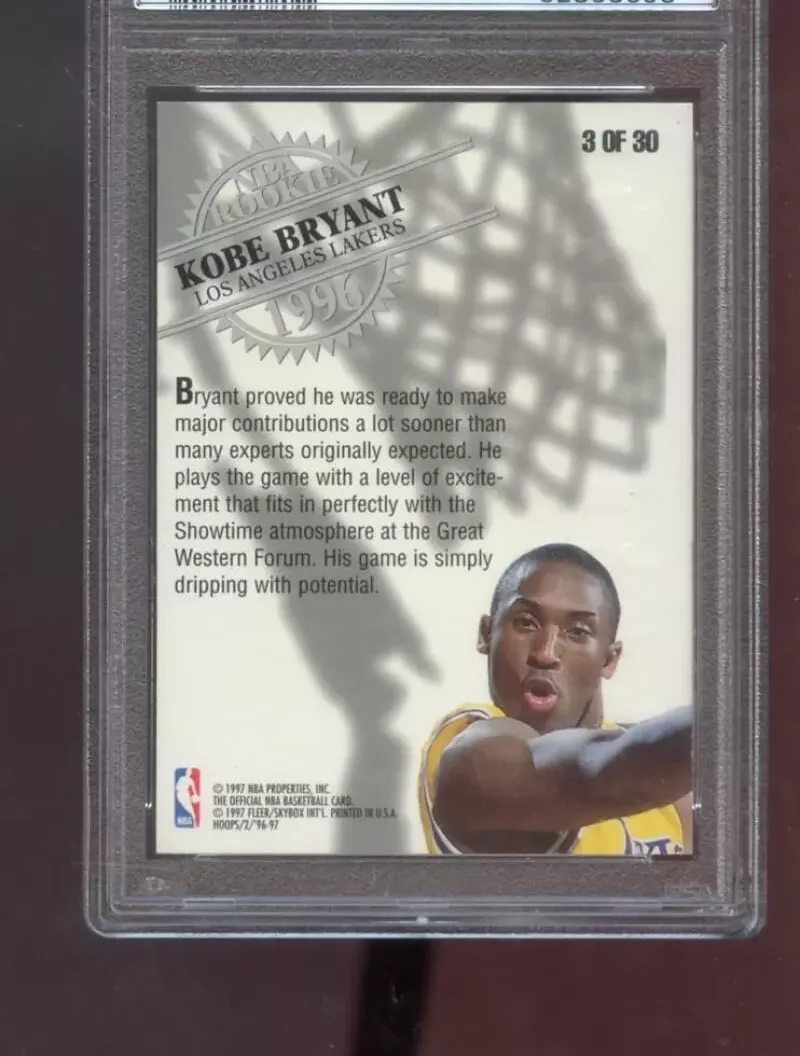 3 OF 30
NBA
ROOKIE
KOBE BRYANT
LOS ANGELES LAKERS
1996
Bryant proved he was ready to make
major contributions a lot sooner than
many experts originally expected. He
plays the game with a level of excite-
ment that fits in perfectly with the
Showtime atmosphere at the Great
Western Forum. His game is simply
dripping with potential.
NBA
© 1997 NBA PROPERTIES, INC.
THE OFFICIAL NBA BASKETBALL CARD.
© 1997 FLEER/SKYBOX INT'L. PRINTED IN U.S.A.
HOOPS/2/'96-97